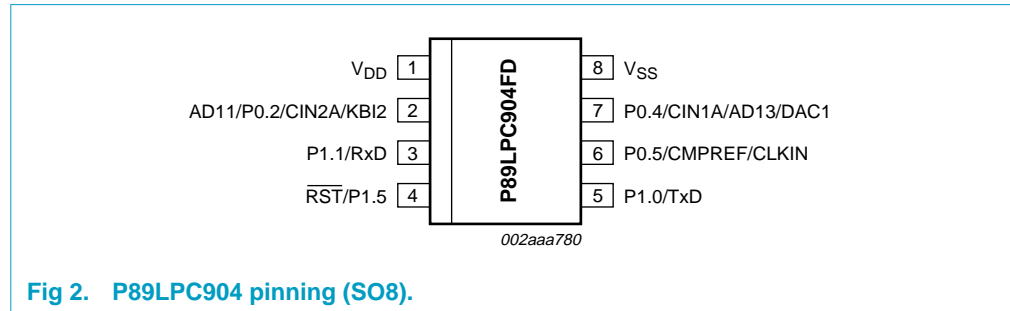 VDD 1 P89LPC904FD 8 VSS
AD11/P0.2/CIN2A/KBI2 2 7 P0.4/CIN1A/AD13/DAC1
P1.1/RxD 3 6 P0.5/CMPREF/CLKIN
RST/P1.5 4 5 P1.0/TxD
002aaa780
Fig 2. P89LPC904 pinning (SO8).